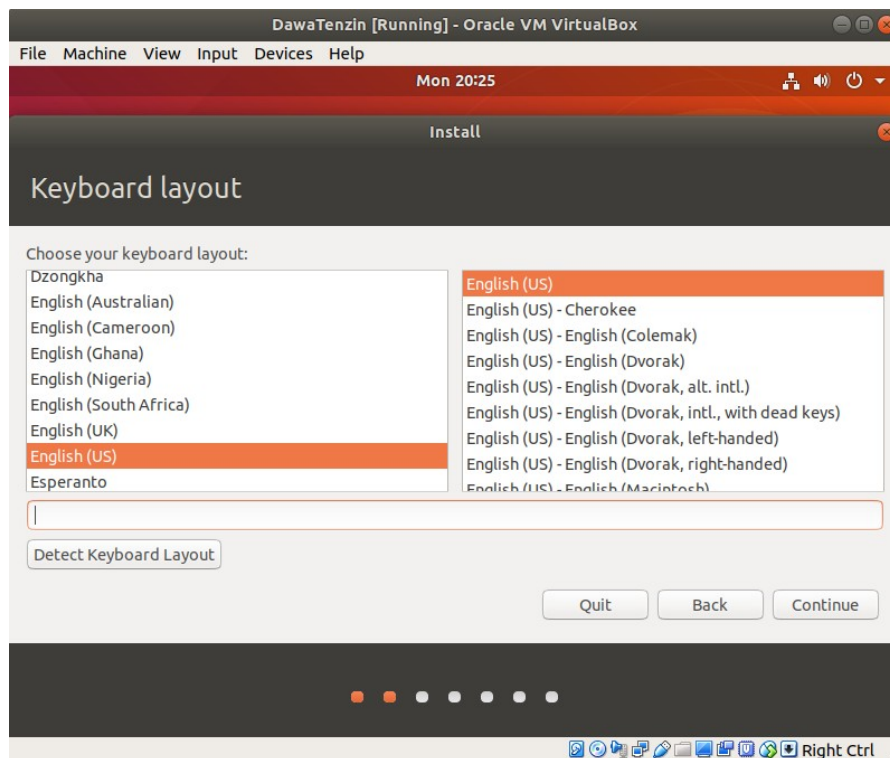 DawaTenzin [Running] - Oracle VM VirtualBox
File Machine View Input Devices Help
Mon 20:25
Install
Keyboard layout
Choose your keyboard layout:
Dzongkha
English (Australian)
English (Cameroon)
English (Ghana)
English (Nigeria)
English (South Africa)
English (UK)
English (US)
Esperanto
English (US)
English (US) - Cherokee
English (US) - English (Colemak)
English (US) - English (Dvorak)
English (US) - English (Dvorak, alt. intl.)
English (US) - English (Dvorak, intl., with dead keys)
English (US) - English (Dvorak, left-handed)
English (US) - English (Dvorak, right-handed)
English (US) - English (Macintosh)
Detect Keyboard Layout
Quit Back Continue
Right Ctrl